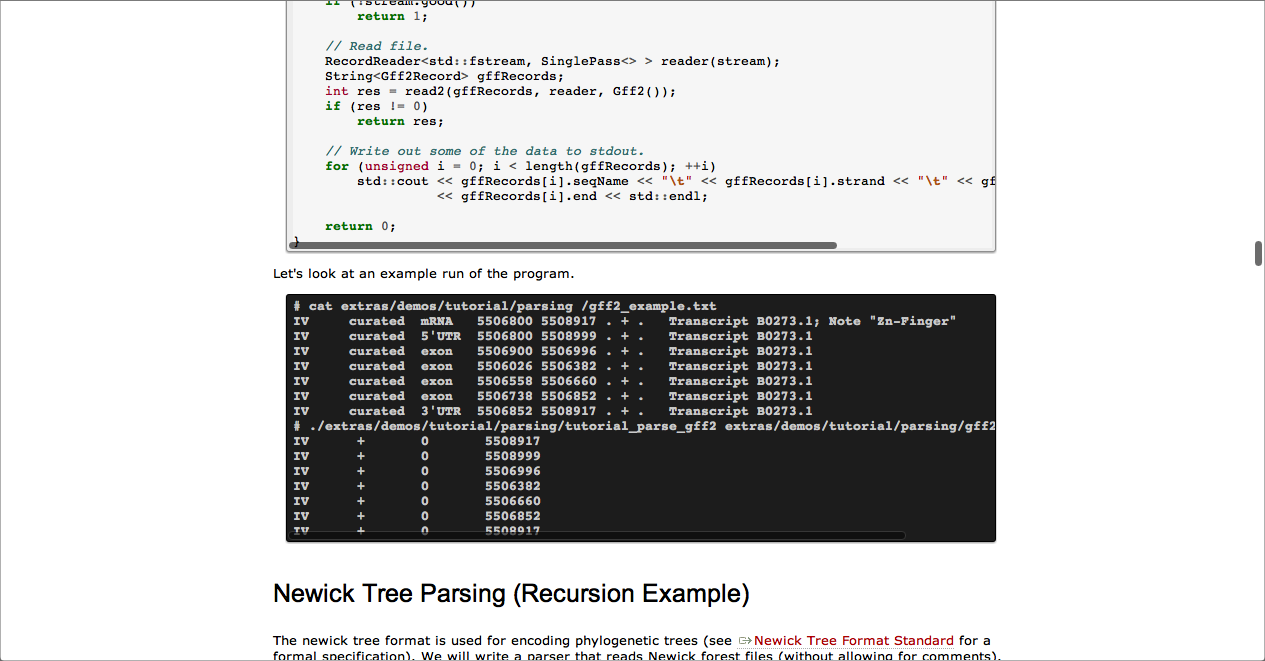 if (!stream.good())
return 1;
// Read file.
RecordReader<std::fstream, SinglePass<> > reader(stream);
String<Gff2Record> gffRecords;
int res = read2(gffRecords, reader, Gff2());
if (res != 0)
return res;
// Write out some of the data to stdout.
for (unsigned i = 0; i < length(gffRecords); ++i)
std::cout << gffRecords[i].seqName << "\t" << gffRecords[i].strand << "\t" << gf
<< gffRecords[i].end << std::endl;
return 0;
}
Let's look at an example run of the program.
# cat extras/demos/tutorial/parsing /gff2_example.txt
IV curated mRNA 5506800 5508917 . + . Transcript B0273.1; Note "Zn-Finger"
IV curated 5'UTR 5506800 5508999 . + . Transcript B0273.1
IV curated exon 5506900 5506996 . + . Transcript B0273.1
IV curated exon 5506026 5506382 . + . Transcript B0273.1
IV curated exon 5506558 5506660 . + . Transcript B0273.1
IV curated exon 5506738 5506852 . + . Transcript B0273.1
IV curated 3'UTR 5506852 5508917 . + . Transcript B0273.1
# ./extras/demos/tutorial/parsing/tutorial_parse_gff2 extras/demos/tutorial/parsing/gff2
IV + 0 5508917
IV + 0 5508999
IV + 0 5506996
IV + 0 5506382
IV + 0 5506660
IV + 0 5506852
IV + 0 5508917
Newick Tree Parsing (Recursion Example)
The newick tree format is used for encoding phylogenetic trees (see Newick Tree Format Standard for a
formal specification). We will write a parser that reads Newick forest files (without allowing for comments).